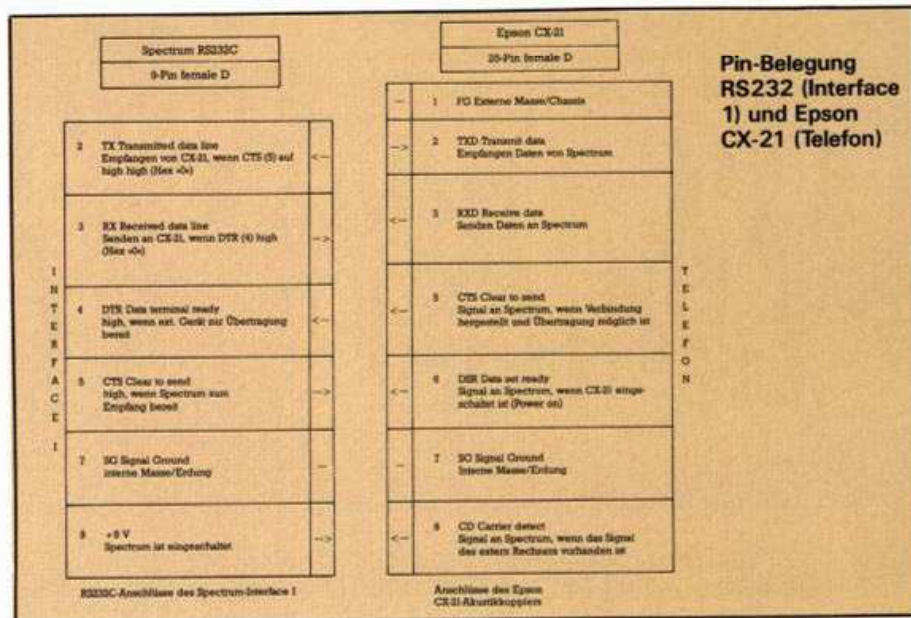 Spectrum RS232C
9-Pin female D
Epson CX-21
25-Pin female D
Pin-Belegung
RS232 (Interface
1) und Epson
CX-21 (Telefon)
INTERFACE I
2 TX Transmitted data line
Empfangen von CX-21, wenn CTS (5) auf
high high (Hex »0«)
<--
3 RX Received data line
Senden an CX-21, wenn DTR (4) high
(Hex »0«)
-->
4 DTR Data terminal ready
high, wenn ext. Gerät zur Übertragung
bereit
<--
5 CTS Clear to send
high, wenn Spectrum zum
Empfang bereit
-->
7 SG Signal Ground
interne Masse/Erdung
–
9 +9 V
Spectrum ist eingeschaltet
-->
RS232C-Anschlüsse des Spectrum-Interface 1
– 1 FG Externe Masse/Chassis
--> 2 TXD Transmit data
Empfangen Daten von Spectrum
<-- 3 RXD Receive data
Senden Daten an Spectrum
<-- 5 CTS Clear to send
Signal an Spectrum, wenn Verbindung
hergestellt und Übertragung möglich ist
<-- 6 DSR Data set ready
Signal an Spectrum, wenn CX-21 einge-
schaltet ist (Power on)
– 7 SG Signal Ground
Interne Masse/Erdung
<-- 8 CD Carrier detect
Signal an Spectrum, wenn das Signal
des extern Rechners vorhanden ist
TELEFON
Anschlüsse des Epson
CX-21-Akustikkopplers